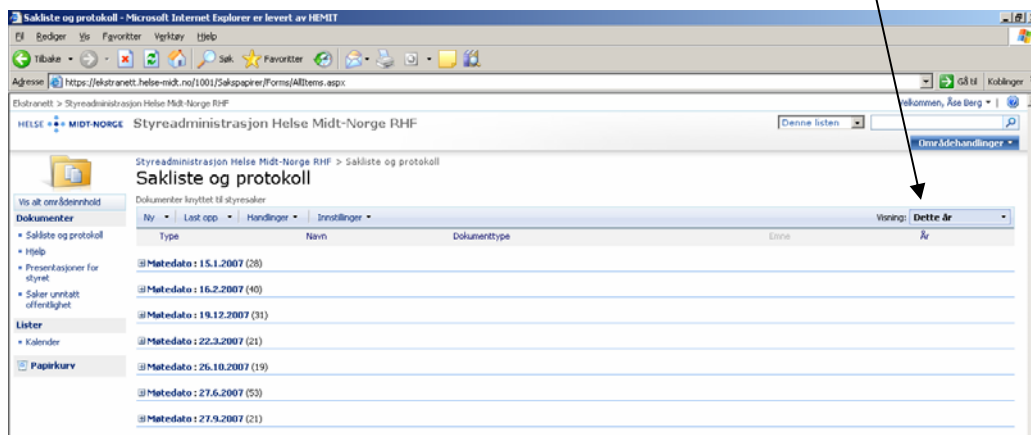 Sakliste og protokoll - Microsoft Internet Explorer er levert av HEMIT
Fil Rediger Vis Favoritter Verktøy Hjelp
Tilbake Søk Favoritter
Adresse https://ekstranett.helse-midt.no/1001/Sakspapirer/Forms/AllItems.aspx Gå til Koblinger
Ekstranett > Styreadministrasjon Helse Midt-Norge RHF Velkommen, Åse Berg
HELSE MIDT-NORGE Styreadministrasjon Helse Midt-Norge RHF Denne listen
Områdehandlinger
Styreadministrasjon Helse Midt-Norge RHF > Sakliste og protokoll
Sakliste og protokoll
Vis alt områdeinnhold Dokumenter knyttet til styresaker
Dokumenter Ny Last opp Handlinger Innstillinger Visning: Dette år
Sakliste og protokoll Type Navn Dokumenttype Emne År
Hjelp
Presentasjoner for styret
Saker unntatt offentlighet
Lister
Kalender
Papirkurv
Møtedato : 15.1.2007 (28)
Møtedato : 16.2.2007 (40)
Møtedato : 19.12.2007 (31)
Møtedato : 22.3.2007 (21)
Møtedato : 26.10.2007 (19)
Møtedato : 27.6.2007 (53)
Møtedato : 27.9.2007 (21)